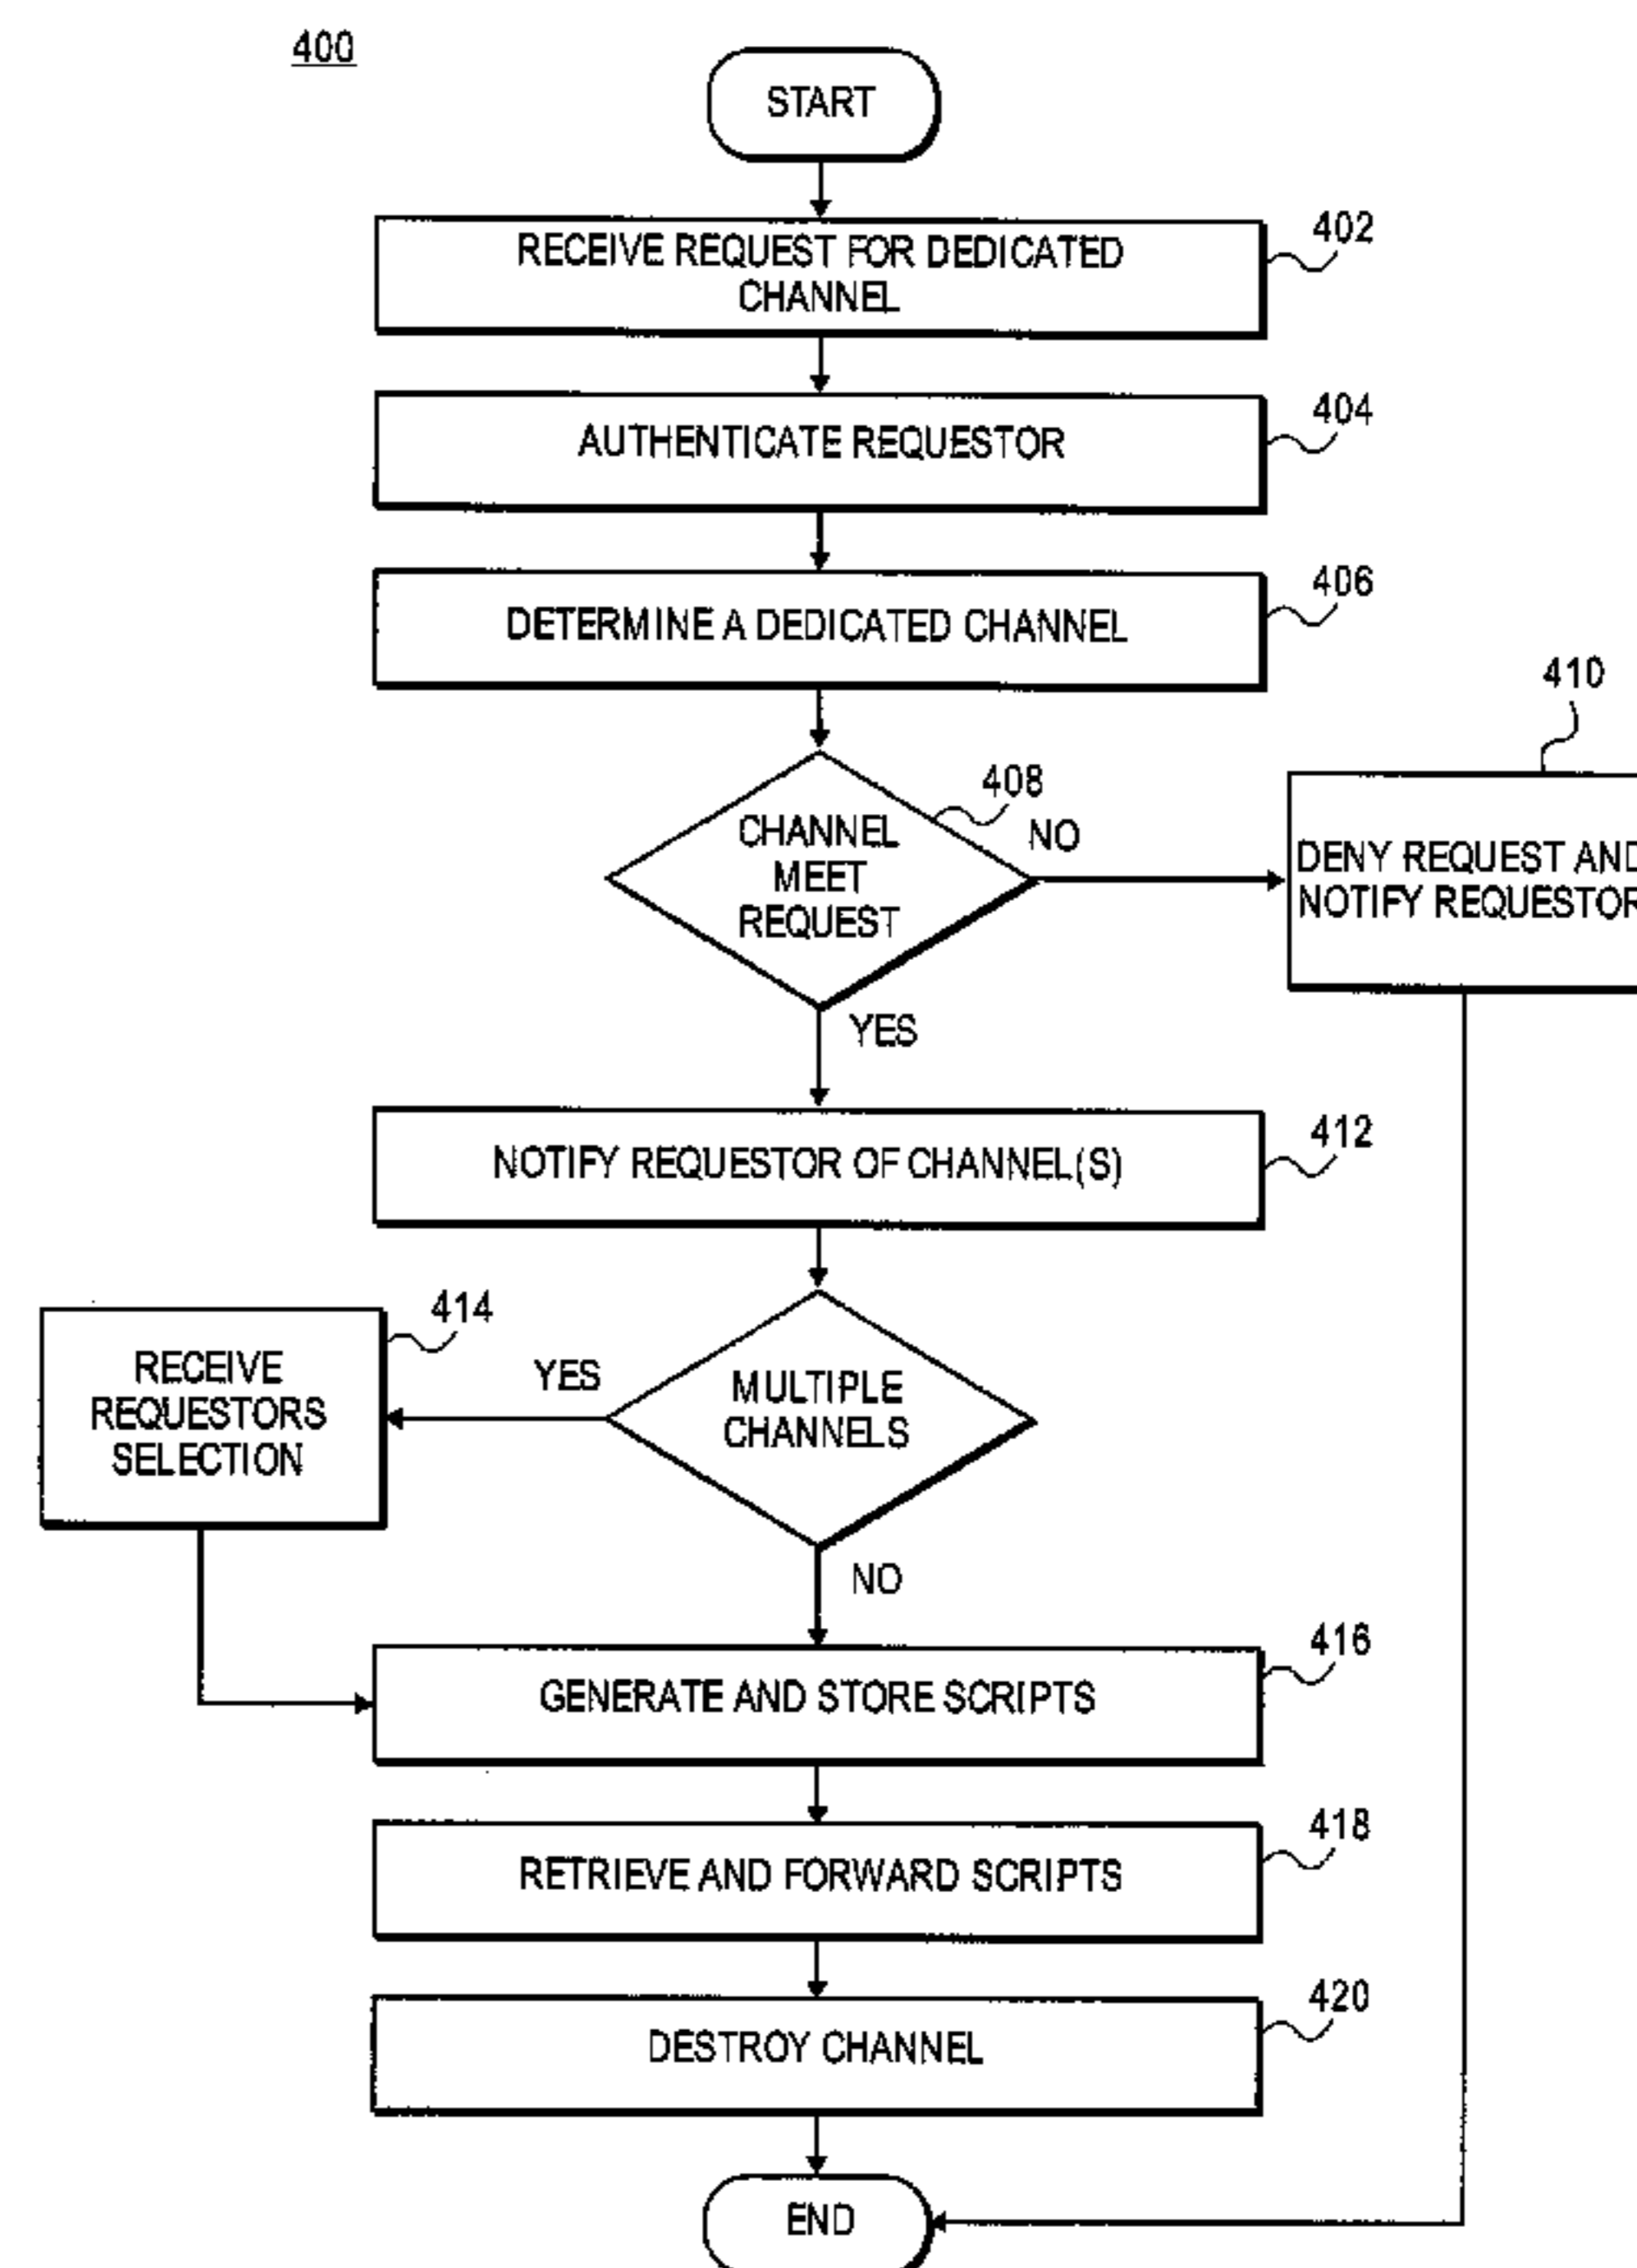 400
START
RECEIVE REQUEST FOR DEDICATED
CHANNEL
402
AUTHENTICATE REQUESTOR
404
DETERMINE A DEDICATED CHANNEL
406
CHANNEL
MEET
REQUEST
408
NO
410
DENY REQUEST AND
NOTIFY REQUESTOR
YES
NOTIFY REQUESTOR OF CHANNEL(S)
412
MULTIPLE
CHANNELS
YES
414
RECEIVE
REQUESTORS
SELECTION
NO
GENERATE AND STORE SCRIPTS
416
RETRIEVE AND FORWARD SCRIPTS
418
DESTROY CHANNEL
420
END